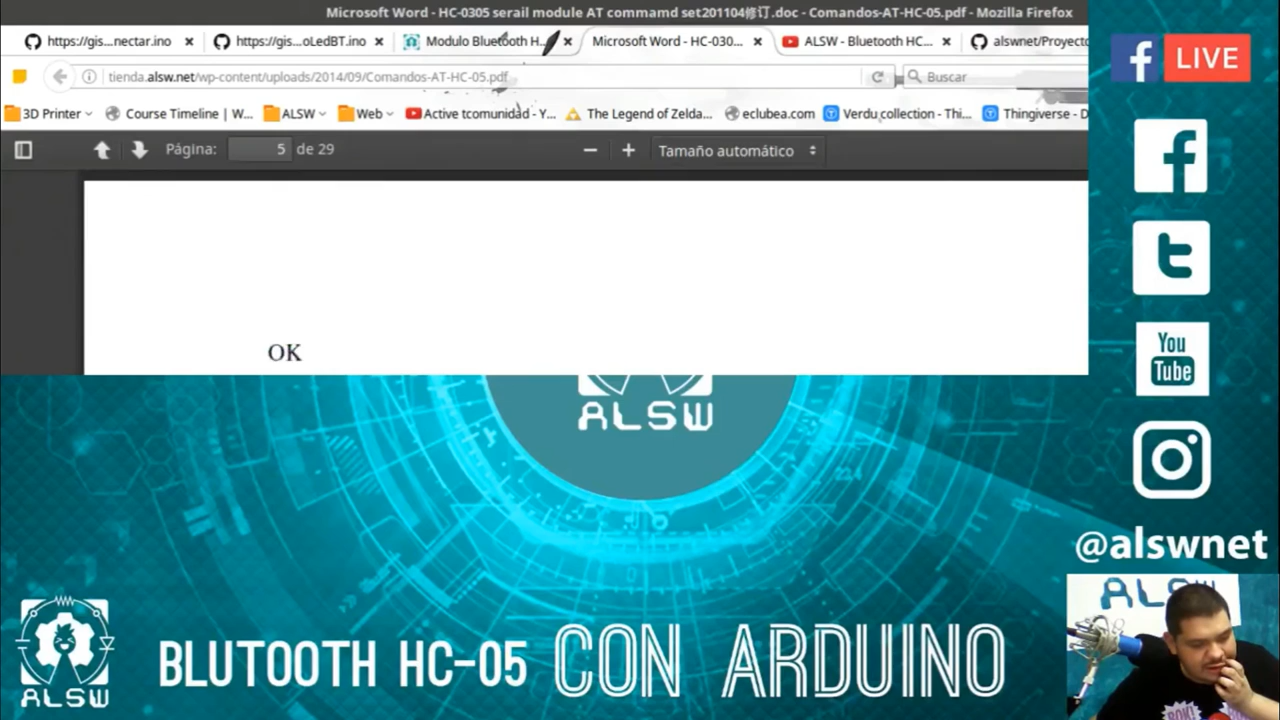 Microsoft Word - HC-0305 serail module AT commamd set201104修订.doc - Comandos-AT-HC-05.pdf - Mozilla Firefox
https://gis...nectar.ino × https://gis...oLedBT.ino × Modulo Bluetooth H... × Microsoft Word - HC-030... × ALSW - Bluetooth HC... × alswnet/Proyecto
tienda.alsw.net/wp-content/uploads/2014/09/Comandos-AT-HC-05.pdf Buscar
3D Printer Course Timeline | W... ALSW Web Active tcomunidad - Y... The Legend of Zelda... eclubea.com Verdu collection - Thi... Thingiverse - D
Página: 5 de 29 Tamaño automático
OK
f LIVE
f
t
You
Tube
@alswnet
ALSW
ALSW
BLUTOOTH HC-05 CON ARDUINO
ALSW